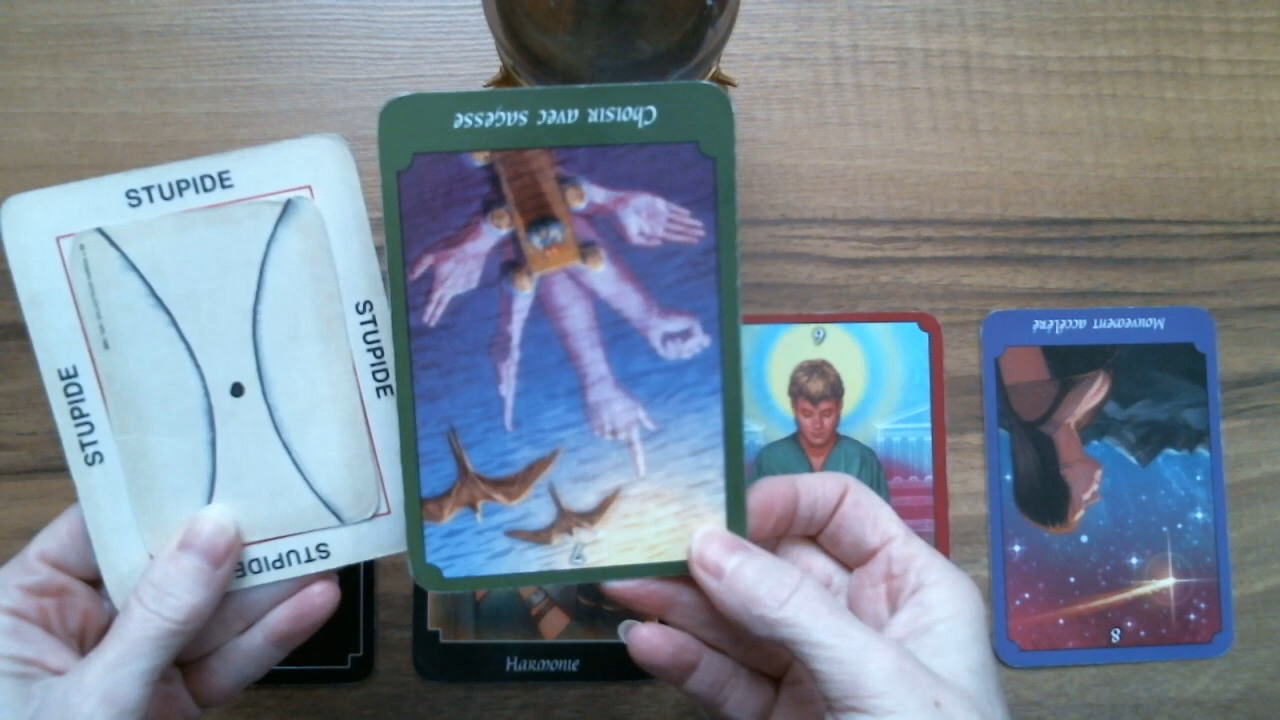 STUPIDE
STUPIDE
STUPIDE
STUPIDE
Choisir avec sagesse
7
6
Harmonie
Mouvement accéléré
8